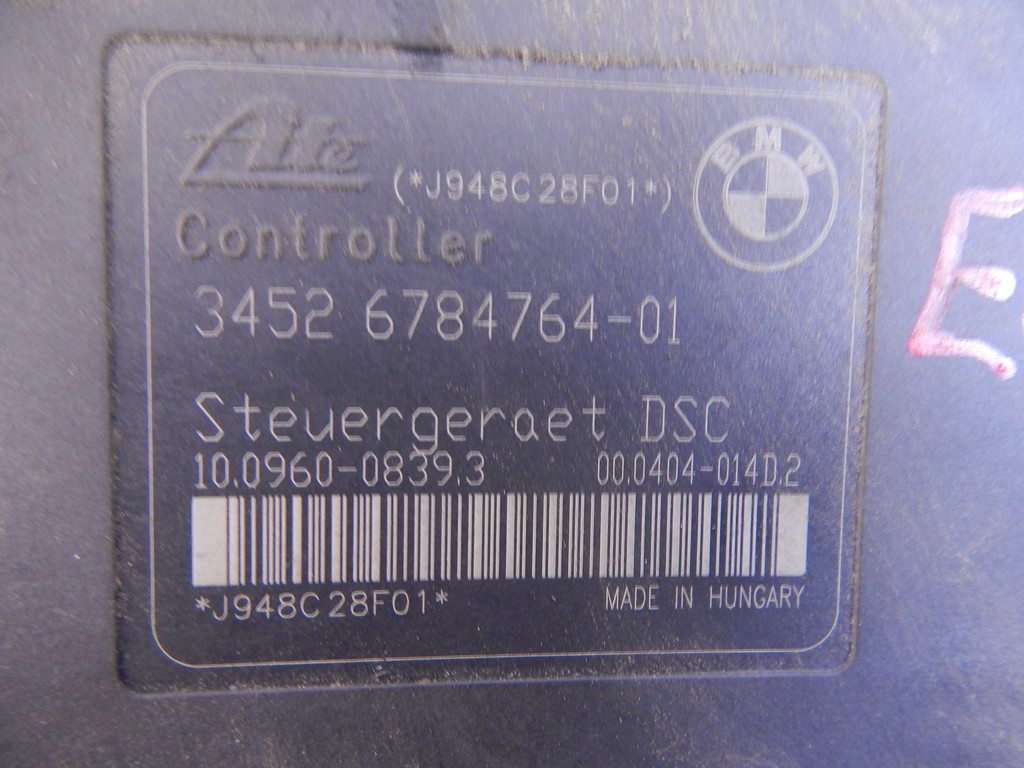 Ate
(*J948C28F01*)
BMW
Controller
3452 6784764-01
Steuergeraet DSC
10.0960-0839.3 00.0404-014D.2
*J948C28F01* MADE IN HUNGARY
E